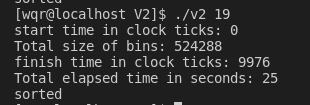 [wqr@localhost V2]$ ./v2 19
start time in clock ticks: 0
Total size of bins: 524288
finish time in clock ticks: 9976
Total elapsed time in seconds: 25
sorted